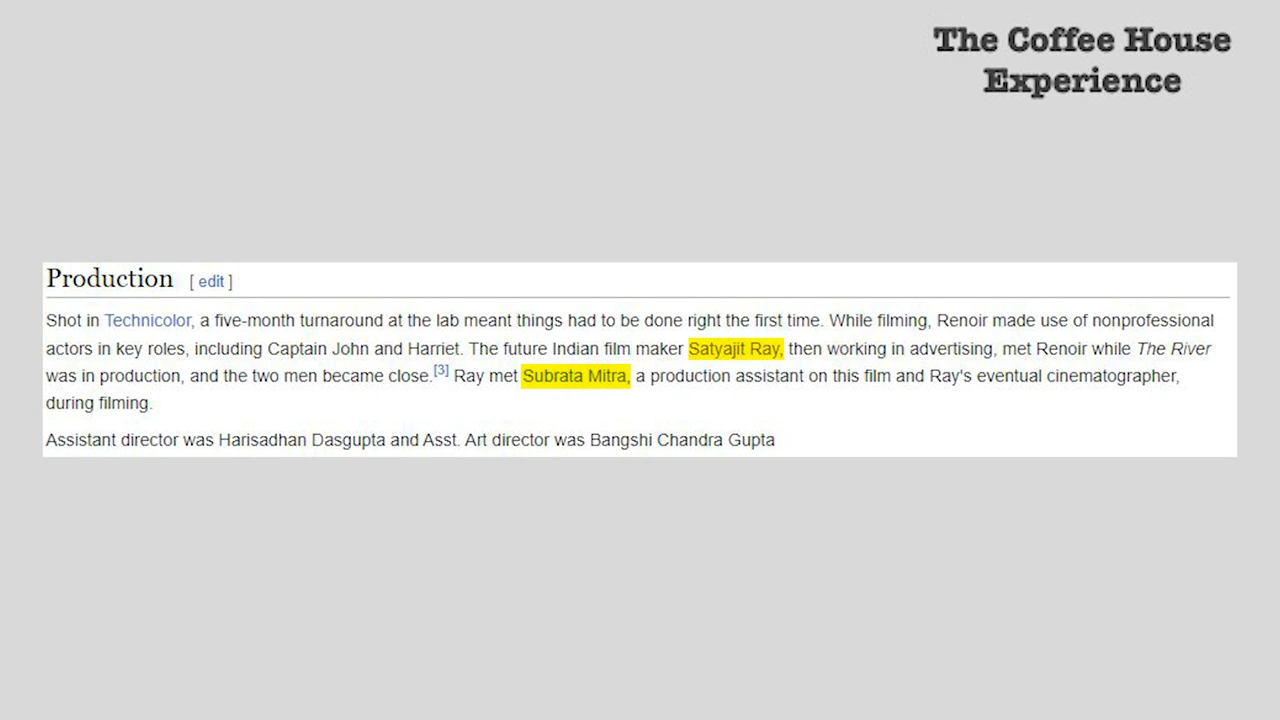 The Coffee House
Experience
Production [ edit ]
Shot in Technicolor, a five-month turnaround at the lab meant things had to be done right the first time. While filming, Renoir made use of nonprofessional
actors in key roles, including Captain John and Harriet. The future Indian film maker Satyajit Ray, then working in advertising, met Renoir while The River
was in production, and the two men became close.[3] Ray met Subrata Mitra, a production assistant on this film and Ray's eventual cinematographer,
during filming.
Assistant director was Harisadhan Dasgupta and Asst. Art director was Bangshi Chandra Gupta